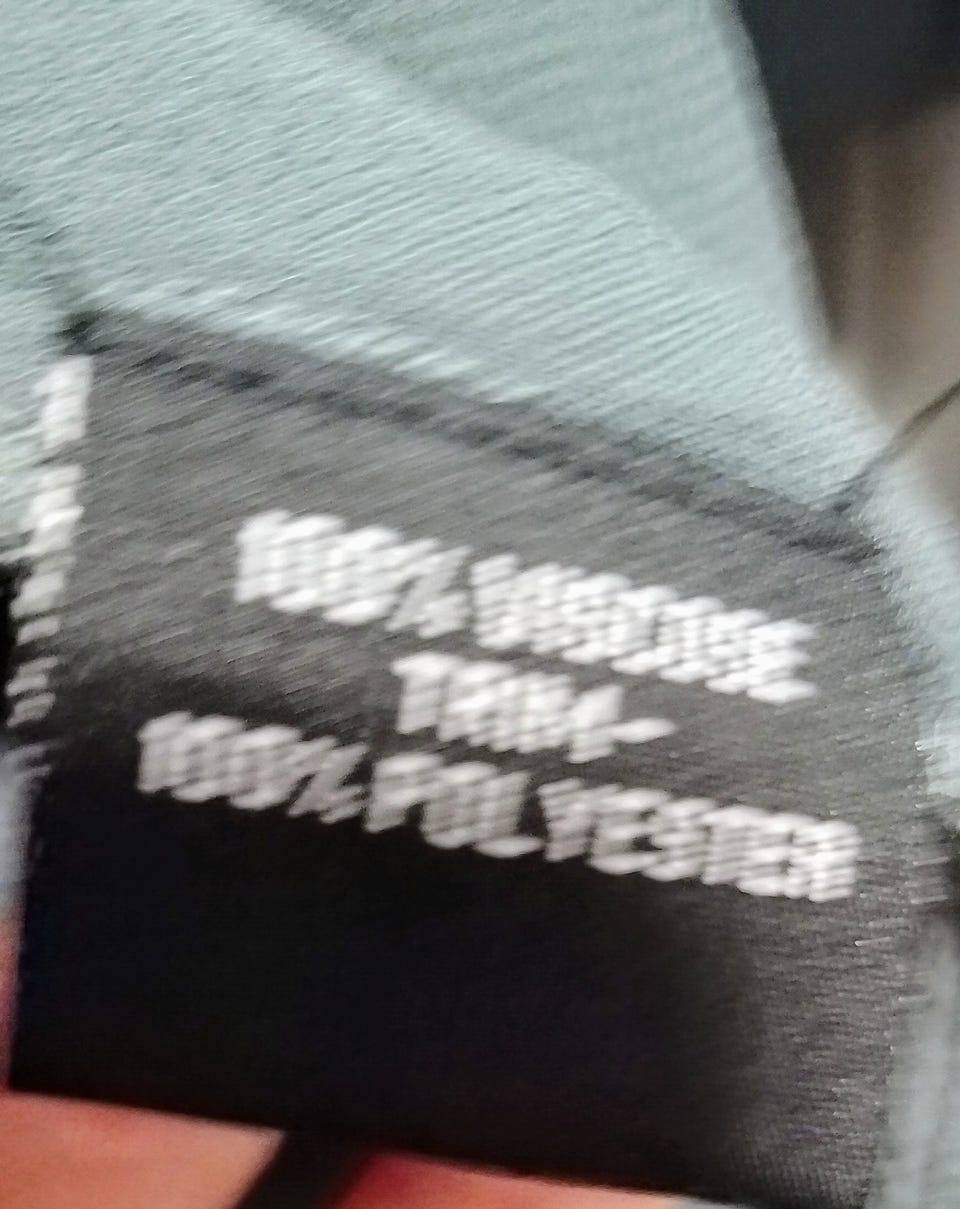 100% VISCOSE
TRIM-
100% POLYESTER